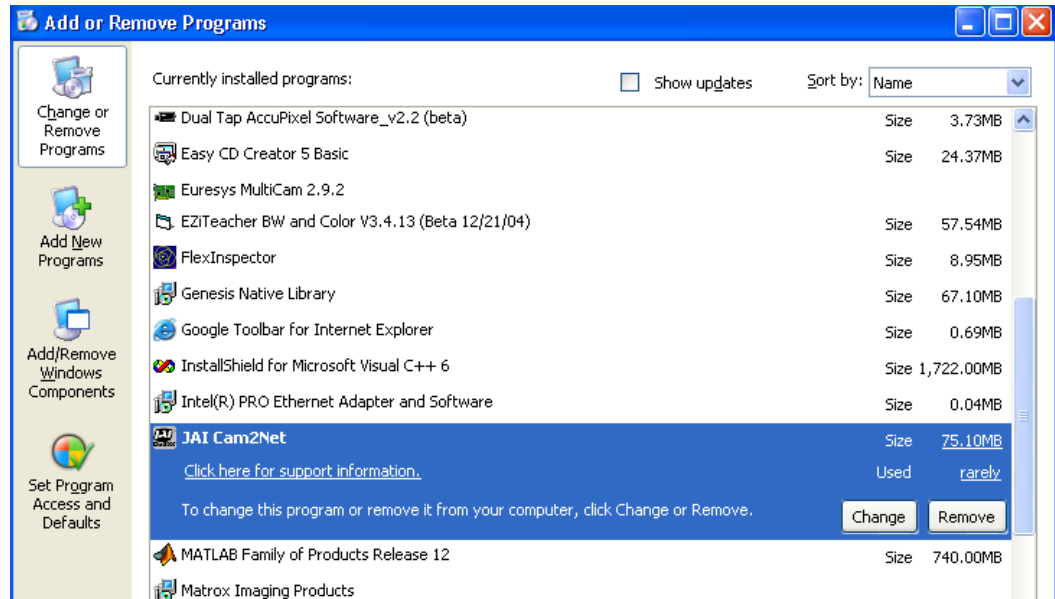 Add or Remove Programs
Change or
Remove
Programs
Add New
Programs
Add/Remove
Windows
Components
Set Program
Access and
Defaults
Currently installed programs:
Show updates
Sort by: Name
Dual Tap AccuPixel Software_v2.2 (beta) Size 3.73MB
Easy CD Creator 5 Basic Size 24.37MB
Euresys MultiCam 2.9.2
EZiTeacher BW and Color V3.4.13 (Beta 12/21/04) Size 57.54MB
FlexInspector Size 8.95MB
Genesis Native Library Size 67.10MB
Google Toolbar for Internet Explorer Size 0.69MB
InstallShield for Microsoft Visual C++ 6 Size 1,722.00MB
Intel(R) PRO Ethernet Adapter and Software Size 0.04MB
JAI Cam2Net Size 75.10MB
Click here for support information. Used rarely
To change this program or remove it from your computer, click Change or Remove. Change Remove
MATLAB Family of Products Release 12 Size 740.00MB
Matrox Imaging Products